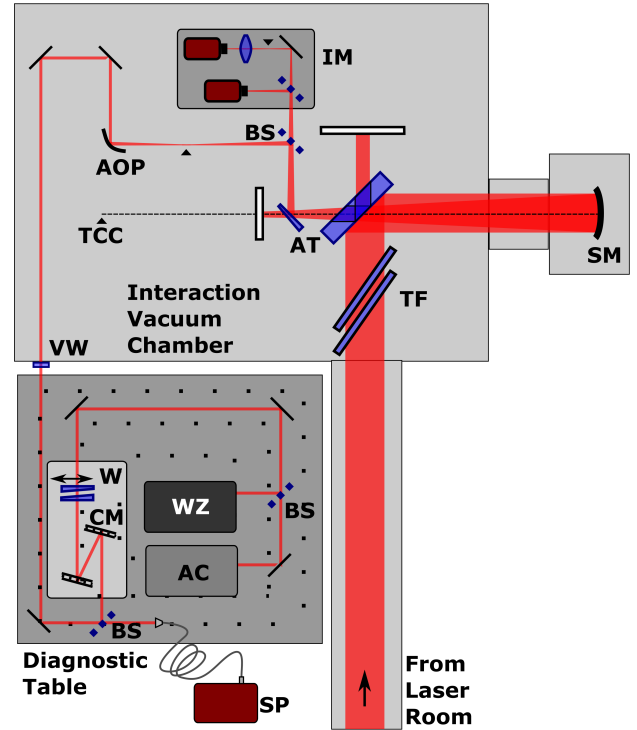 IM
BS
AOP
TCC
AT
SM
TF
Interaction
Vacuum
Chamber
VW
W
CM
WZ
BS
AC
BS
Diagnostic
Table
SP
From
Laser
Room